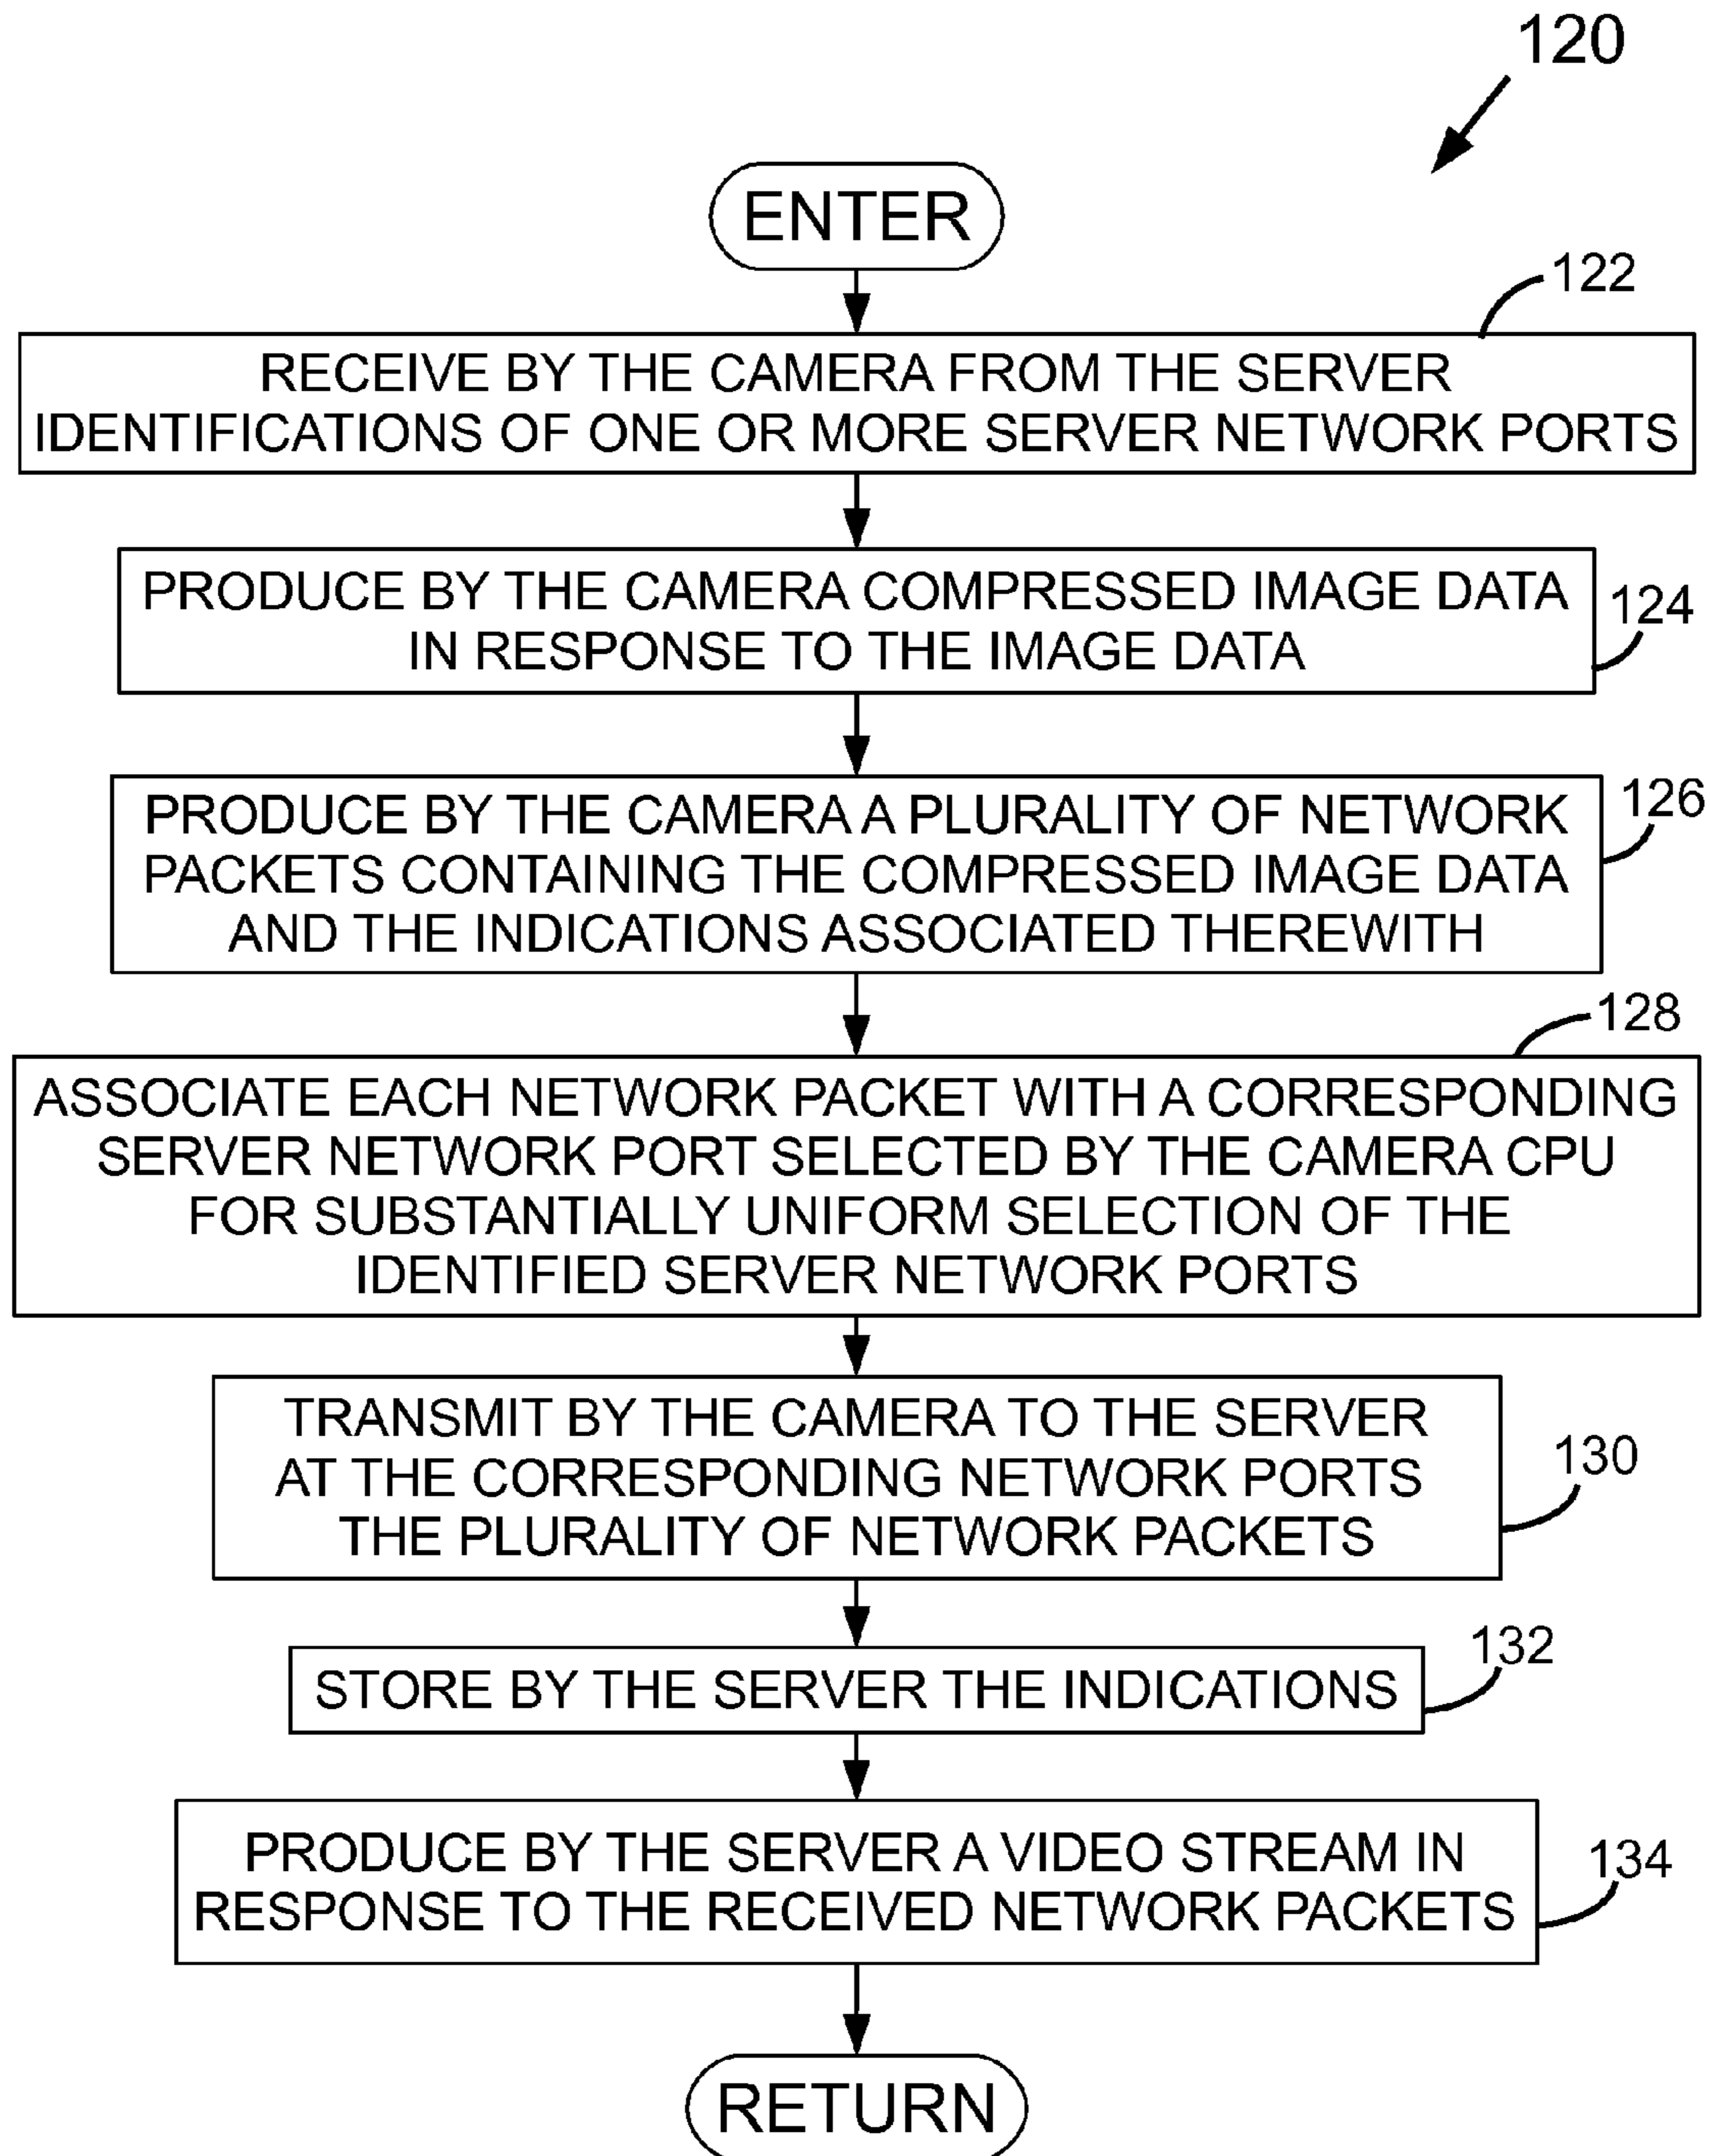 120
ENTER
122
RECEIVE BY THE CAMERA FROM THE SERVER
IDENTIFICATIONS OF ONE OR MORE SERVER NETWORK PORTS
PRODUCE BY THE CAMERA COMPRESSED IMAGE DATA
IN RESPONSE TO THE IMAGE DATA
124
PRODUCE BY THE CAMERA A PLURALITY OF NETWORK
PACKETS CONTAINING THE COMPRESSED IMAGE DATA
AND THE INDICATIONS ASSOCIATED THEREWITH
126
128
ASSOCIATE EACH NETWORK PACKET WITH A CORRESPONDING
SERVER NETWORK PORT SELECTED BY THE CAMERA CPU
FOR SUBSTANTIALLY UNIFORM SELECTION OF THE
IDENTIFIED SERVER NETWORK PORTS
TRANSMIT BY THE CAMERA TO THE SERVER
AT THE CORRESPONDING NETWORK PORTS
THE PLURALITY OF NETWORK PACKETS
130
STORE BY THE SERVER THE INDICATIONS
132
PRODUCE BY THE SERVER A VIDEO STREAM IN
RESPONSE TO THE RECEIVED NETWORK PACKETS
134
RETURN